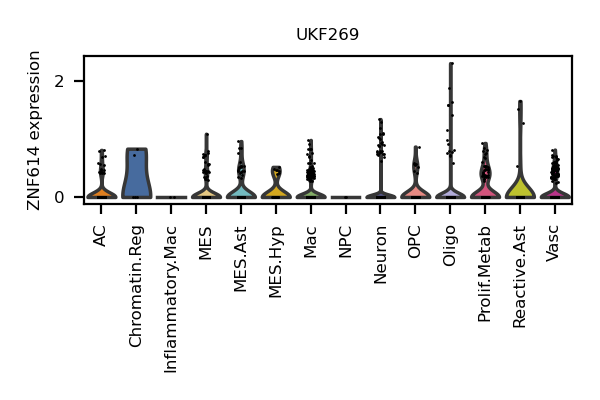 UKF269
ZNF614 expression
2
0
AC
Chromatin.Reg
Inflammatory.Mac
MES
MES.Ast
MES.Hyp
Mac
NPC
Neuron
OPC
Oligo
Prolif.Metab
Reactive.Ast
Vasc